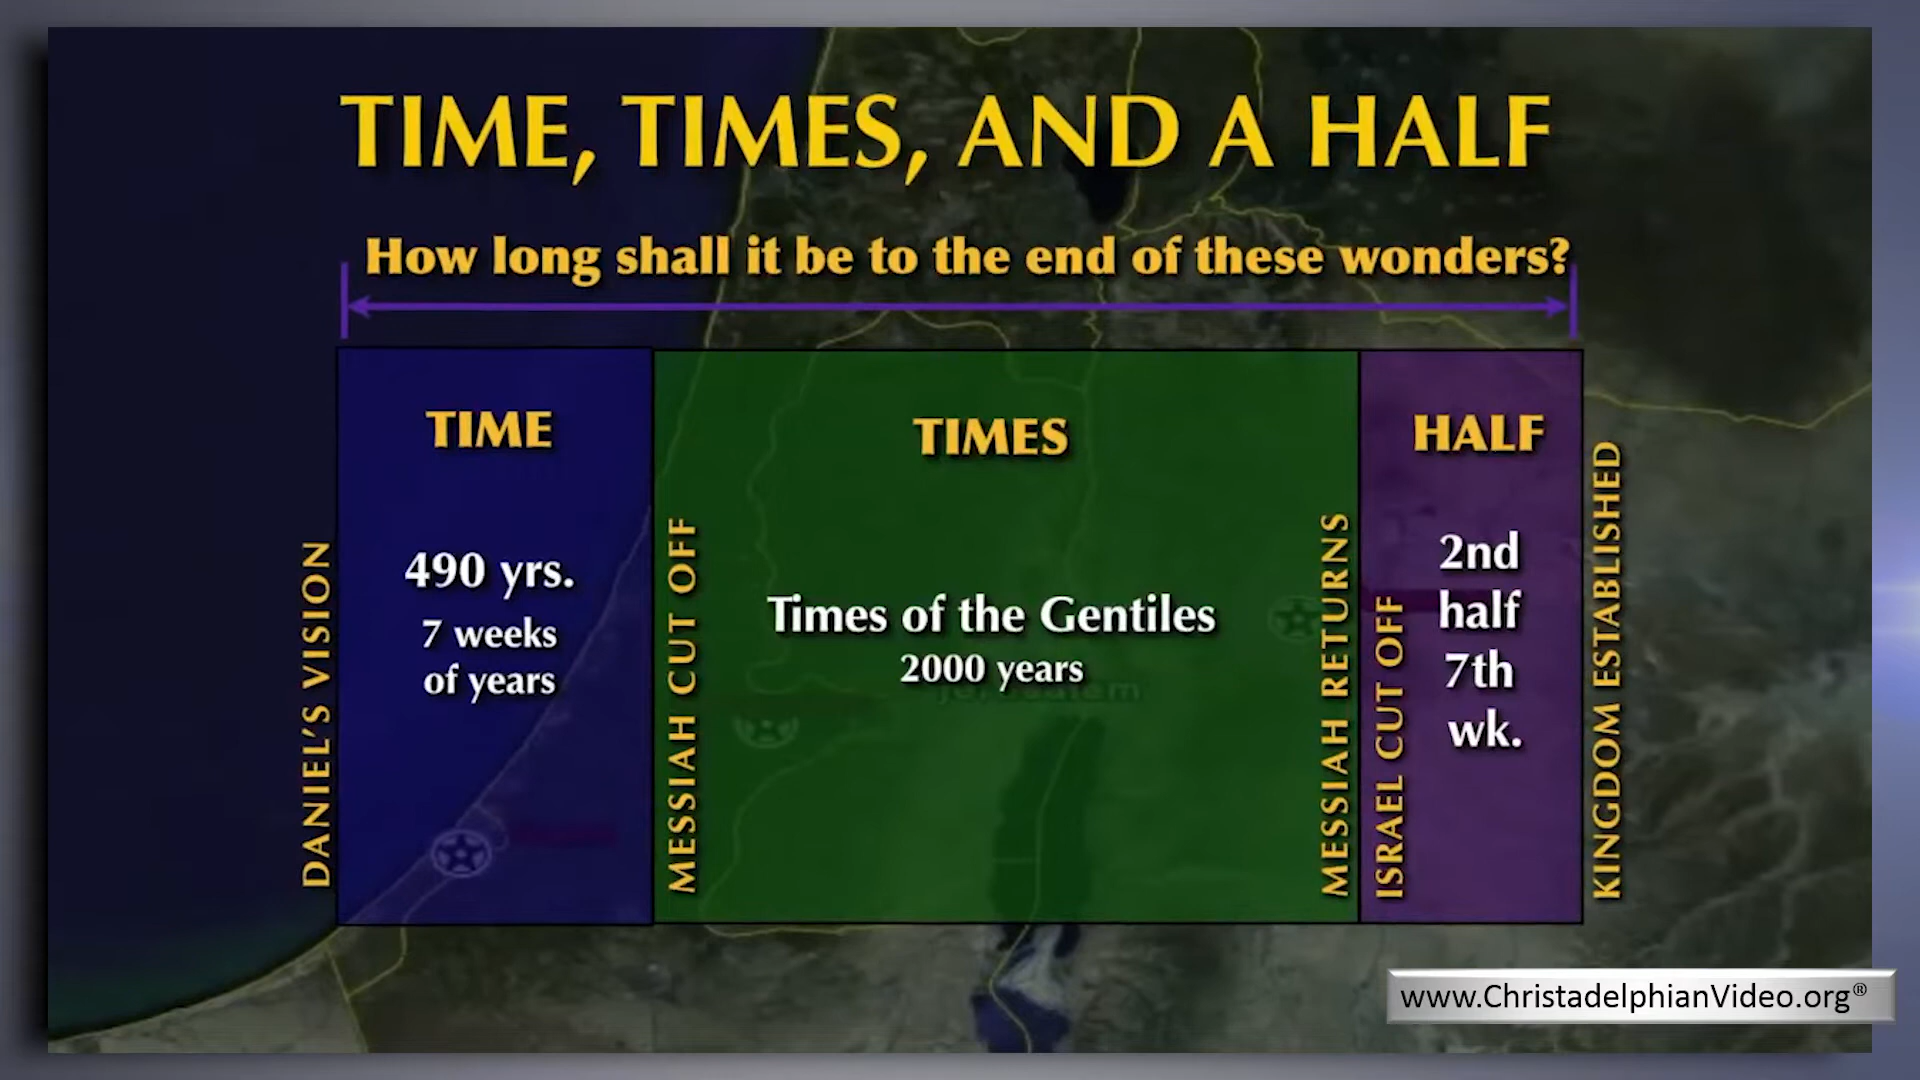 TIME, TIMES, AND A HALF
How long shall it be to the end of these wonders?
DANIEL'S VISION
TIME
490 yrs.
7 weeks
of years
MESSIAH CUT OFF
TIMES
Times of the Gentiles
2000 years
Jerusalem
MESSIAH RETURNS
ISRAEL CUT OFF
HALF
2nd
half
7th
wk.
KINGDOM ESTABLISHED
www.ChristadelphianVideo.org®